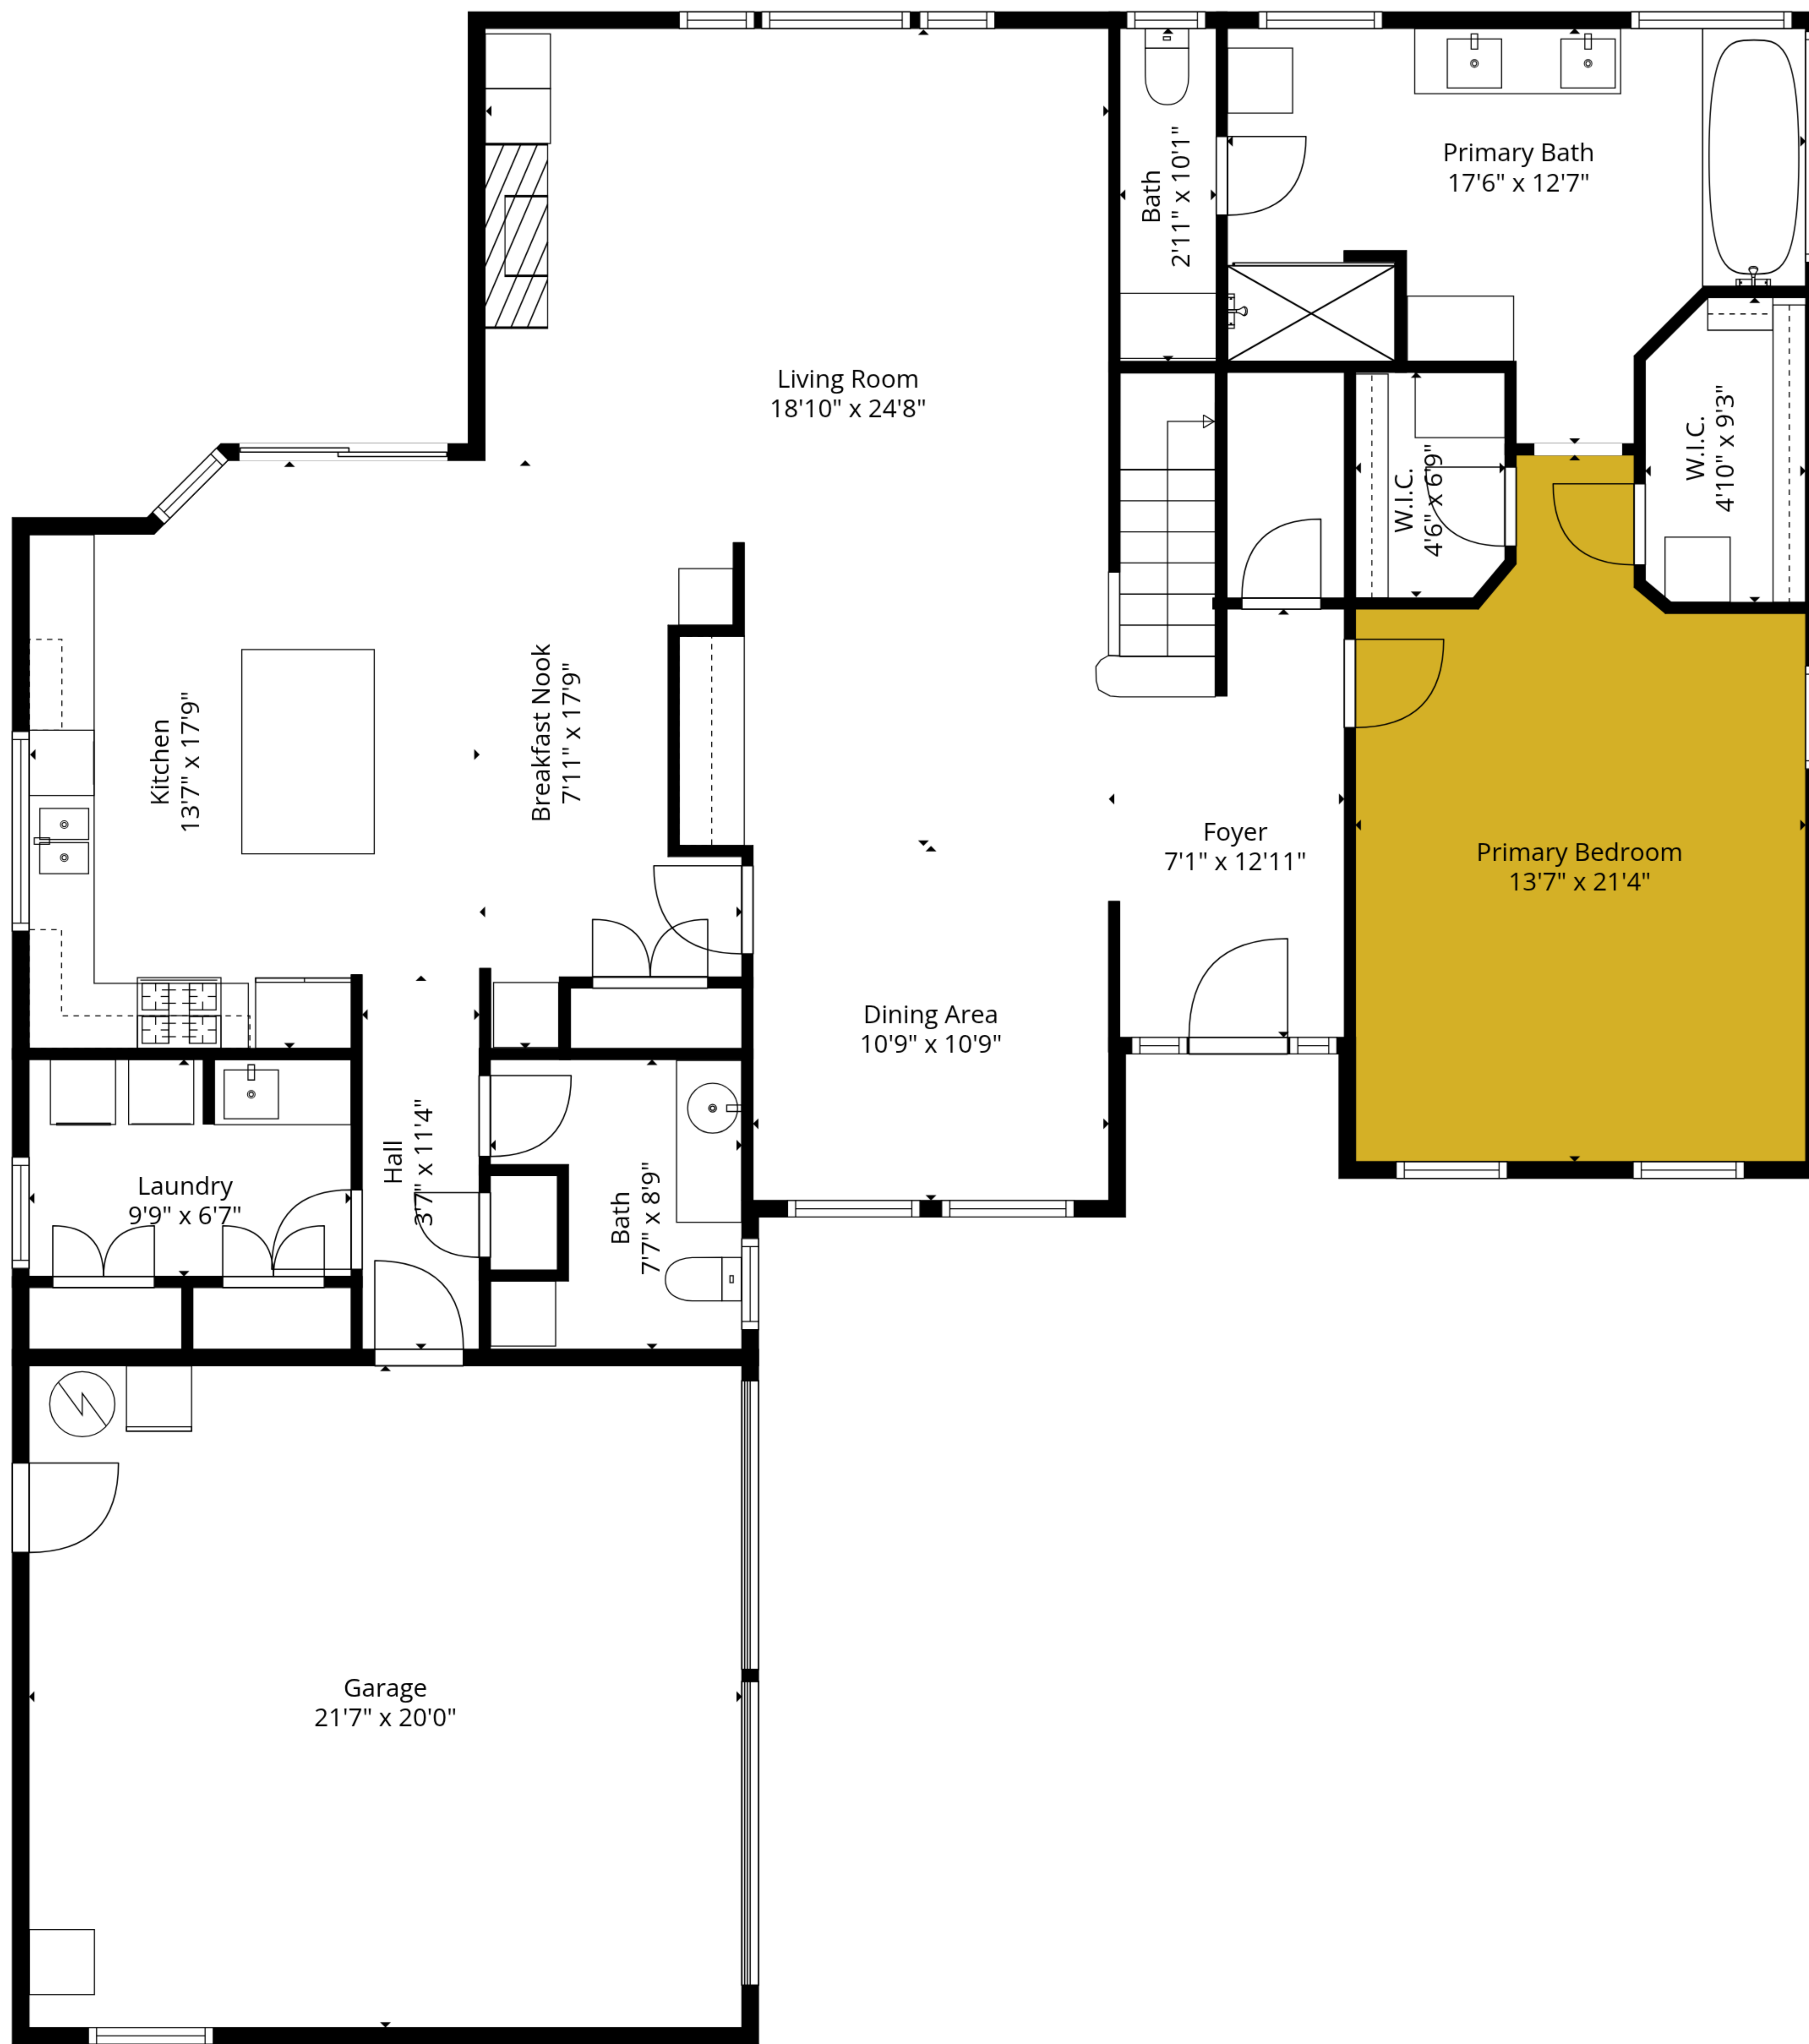 Primary Bath
17'6" x 12'7"
Bath
2'11" x 10'1"
Living Room
18'10" x 24'8"
W.I.C.
4'6" x 6'9"
W.I.C.
4'10" x 9'3"
Kitchen
13'7" x 17'9"
Breakfast Nook
7'11" x 17'9"
Foyer
7'1" x 12'11"
Primary Bedroom
13'7" x 21'4"
Dining Area
10'9" x 10'9"
Hall
3'7" x 11'4"
Laundry
9'9" x 6'7"
Bath
7'7" x 8'9"
Garage
21'7" x 20'0"